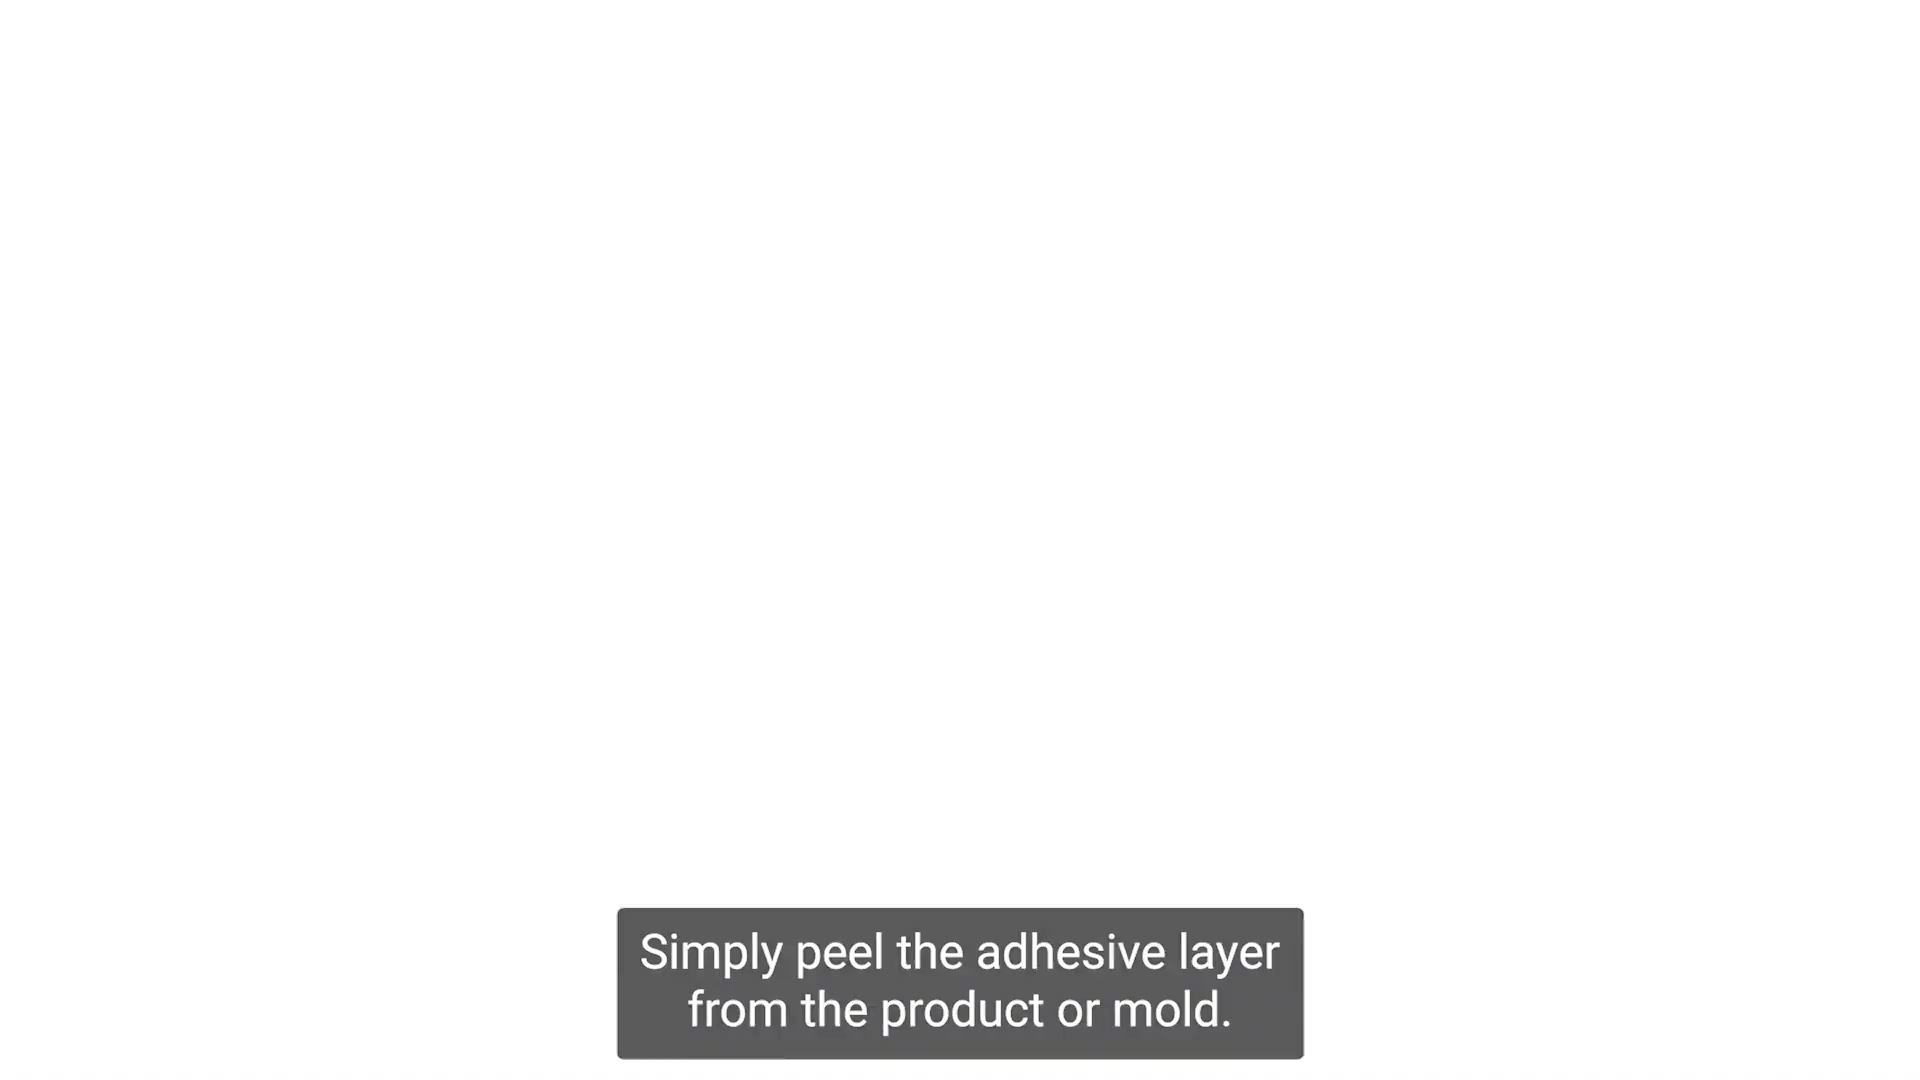 Simply peel the adhesive layer
from the product or mold.